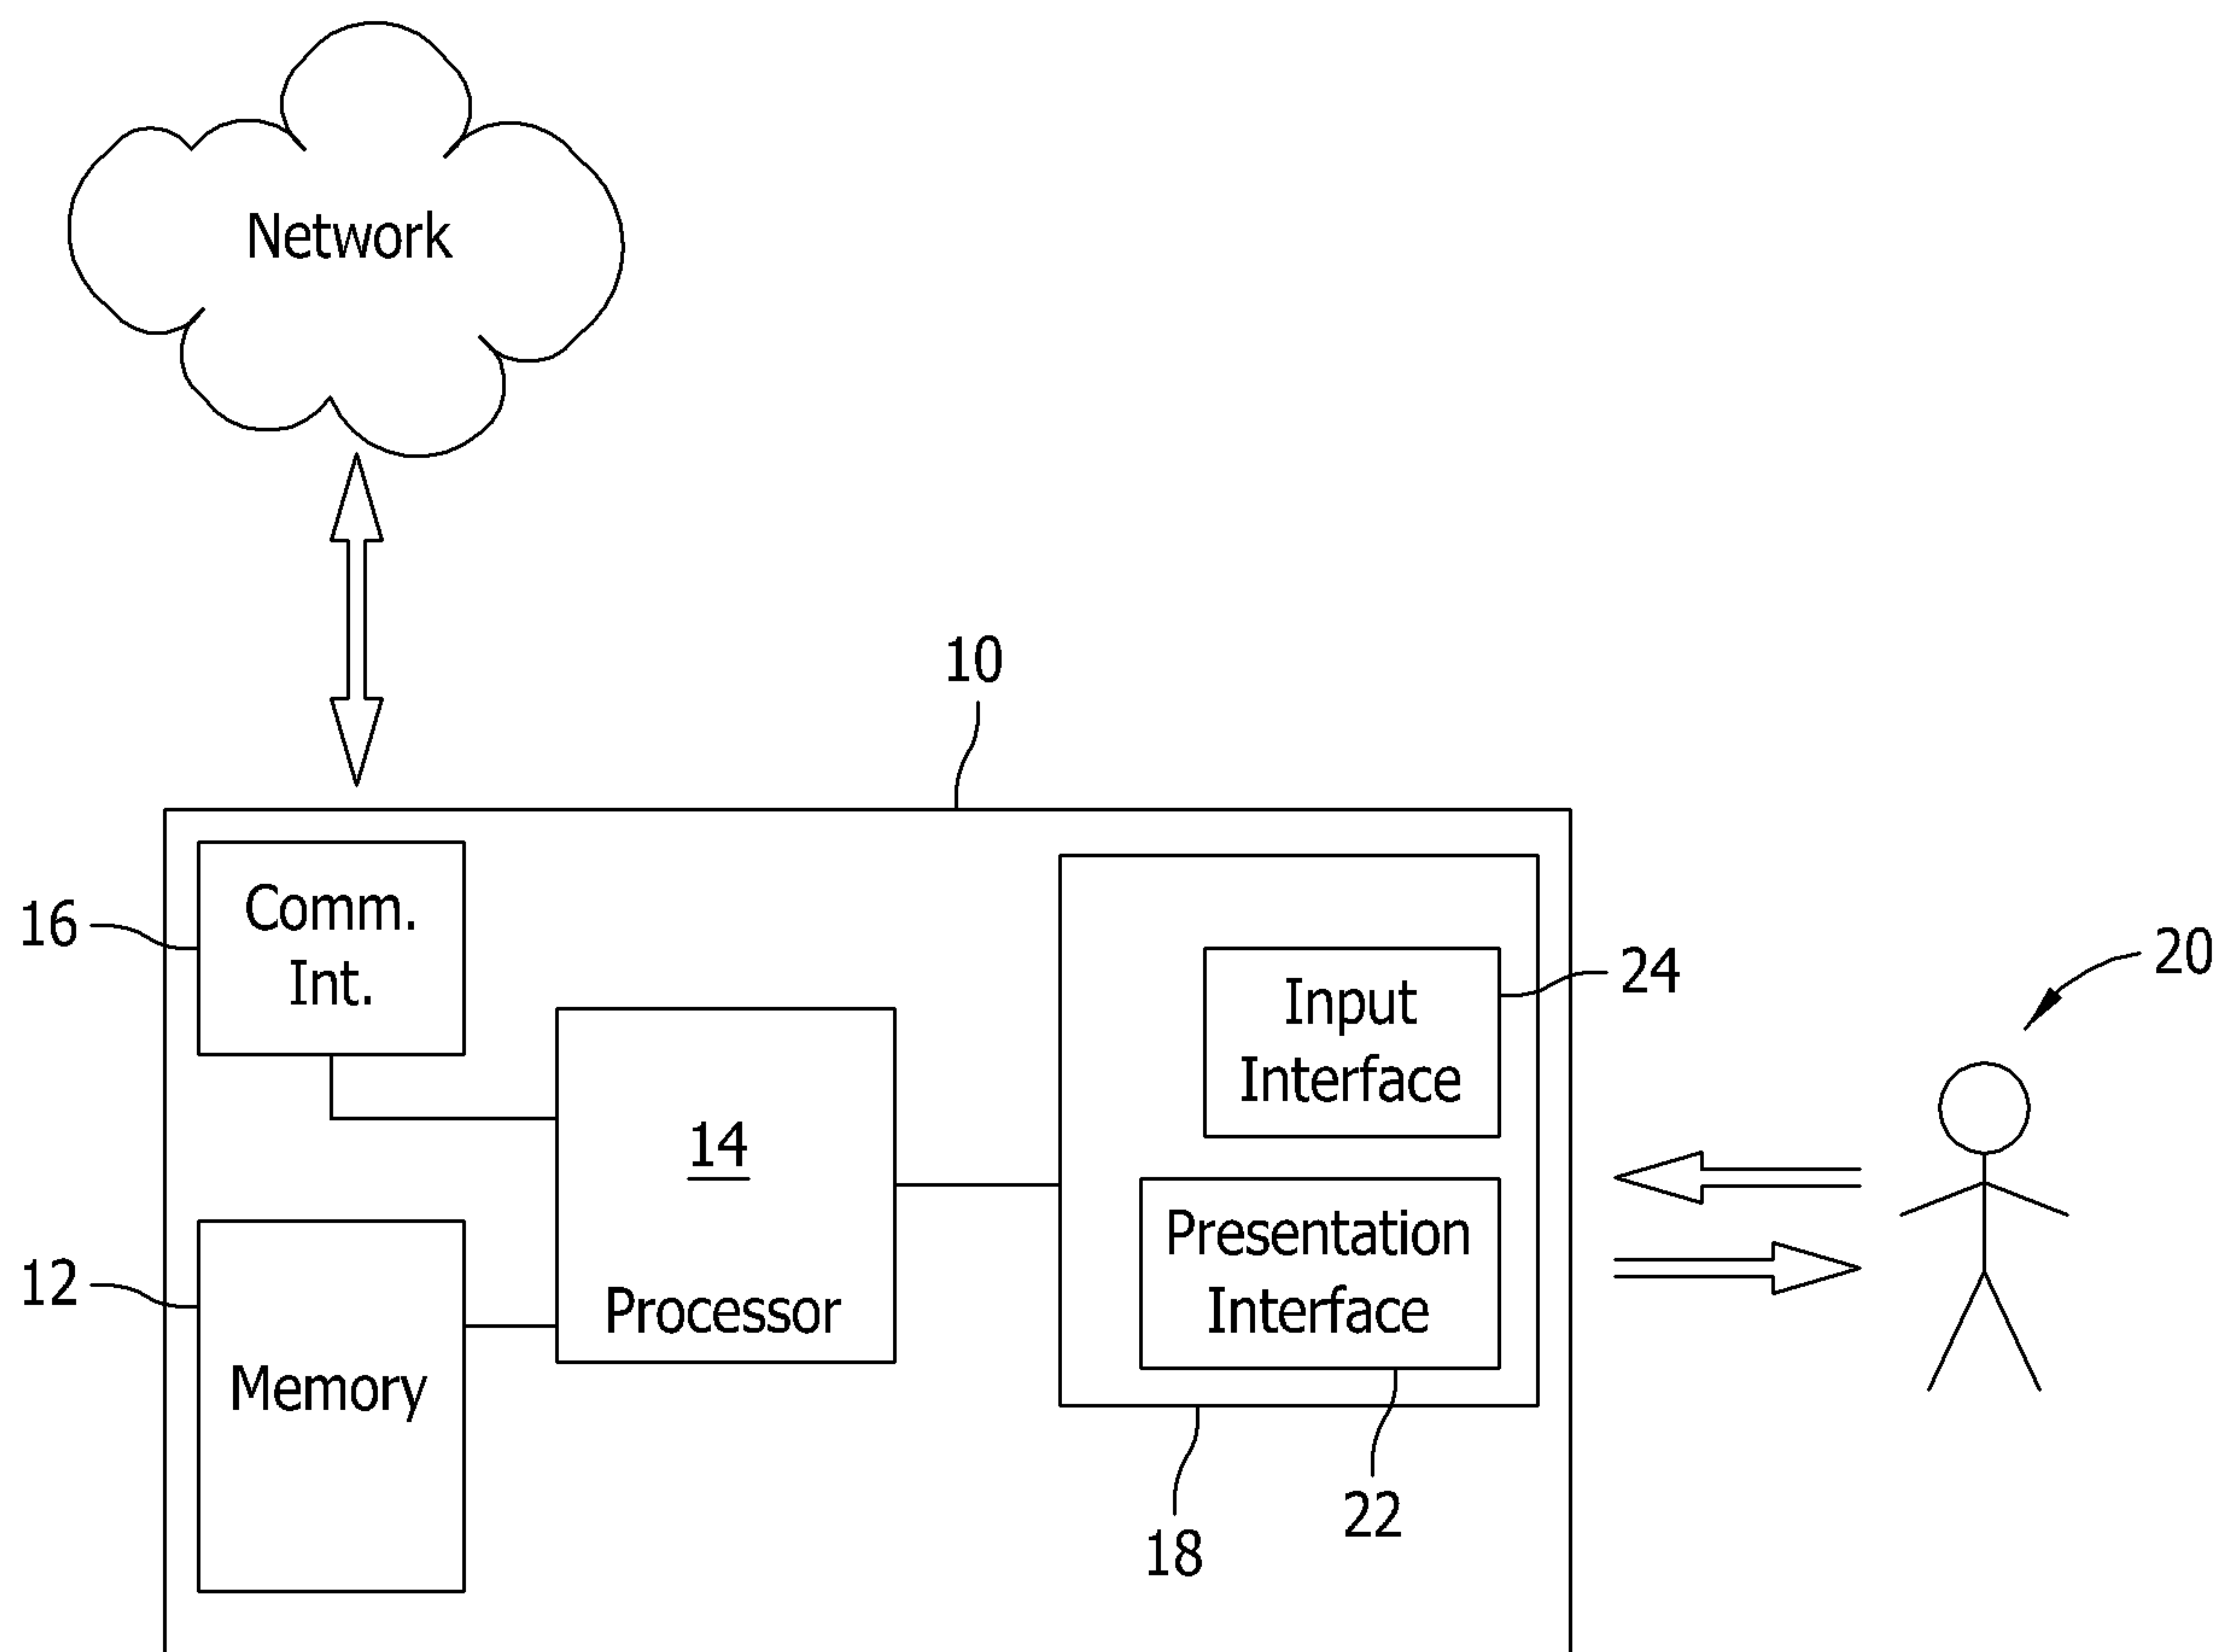 Network
10
16
Comm.
Int.
24
Input
Interface
20
14
Processor
Presentation
Interface
12
Memory
22
18